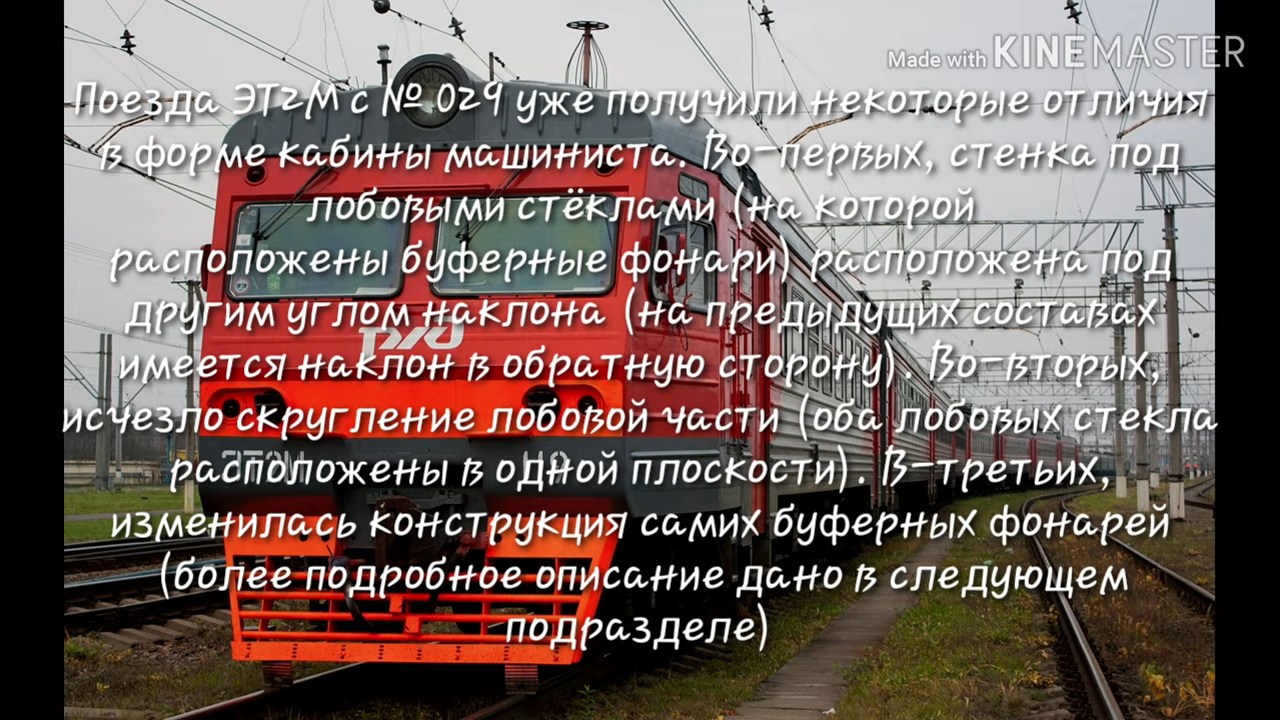 Made with KINEMASTER
Поезда ЭТ2М с № 029 уже получили некоторые отличия
в форме кабины машиниста. Во-первых, стенка под
лобовыми стёклами (на которой
расположены буферные фонари) расположена под
другим углом наклона (на предыдущих составах
имеется наклон в обратную сторону). Во-вторых,
исчезло скругление лобовой части (оба лобовых стекла
расположены в одной плоскости). В-третьих,
изменилась конструкция самих буферных фонарей
(более подробное описание дано в следующем
подразделе)
РЖД
ЭТ2М